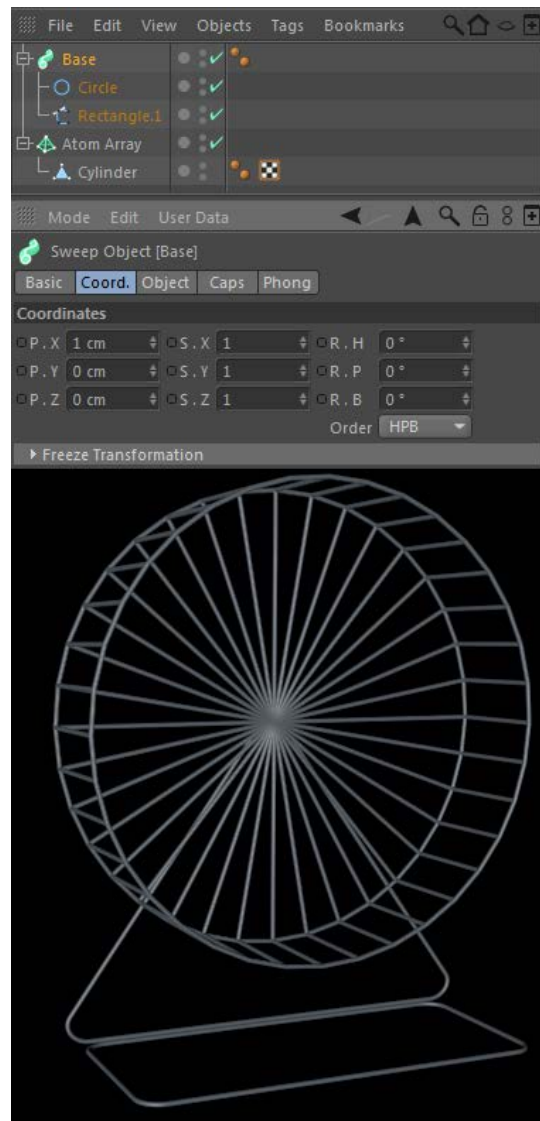 File Edit View Objects Tags Bookmarks
Base
Circle
Rectangle.1
Atom Array
Cylinder
Mode Edit User Data
Sweep Object [Base]
Basic Coord. Object Caps Phong
Coordinates
P.X 1 cm S.X 1 R.H 0°
P.Y 0 cm S.Y 1 R.P 0°
P.Z 0 cm S.Z 1 R.B 0°
Order HPB
Freeze Transformation